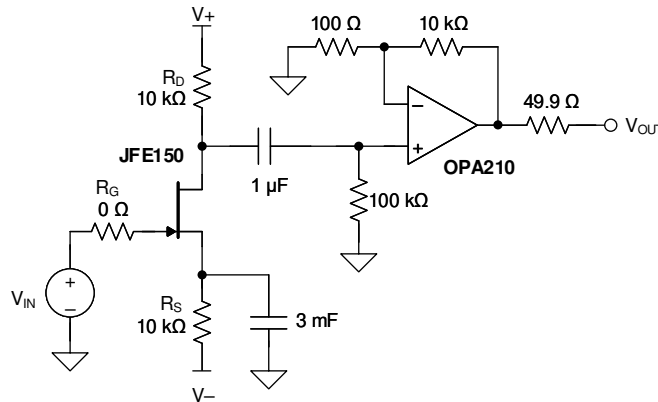 V+
R_D
10 kΩ
JFE150
R_G
0 Ω
V_IN
+
−
1 µF
100 kΩ
100 Ω
10 kΩ
−
+
OPA210
49.9 Ω
V_OUT
R_S
10 kΩ
3 mF
V−